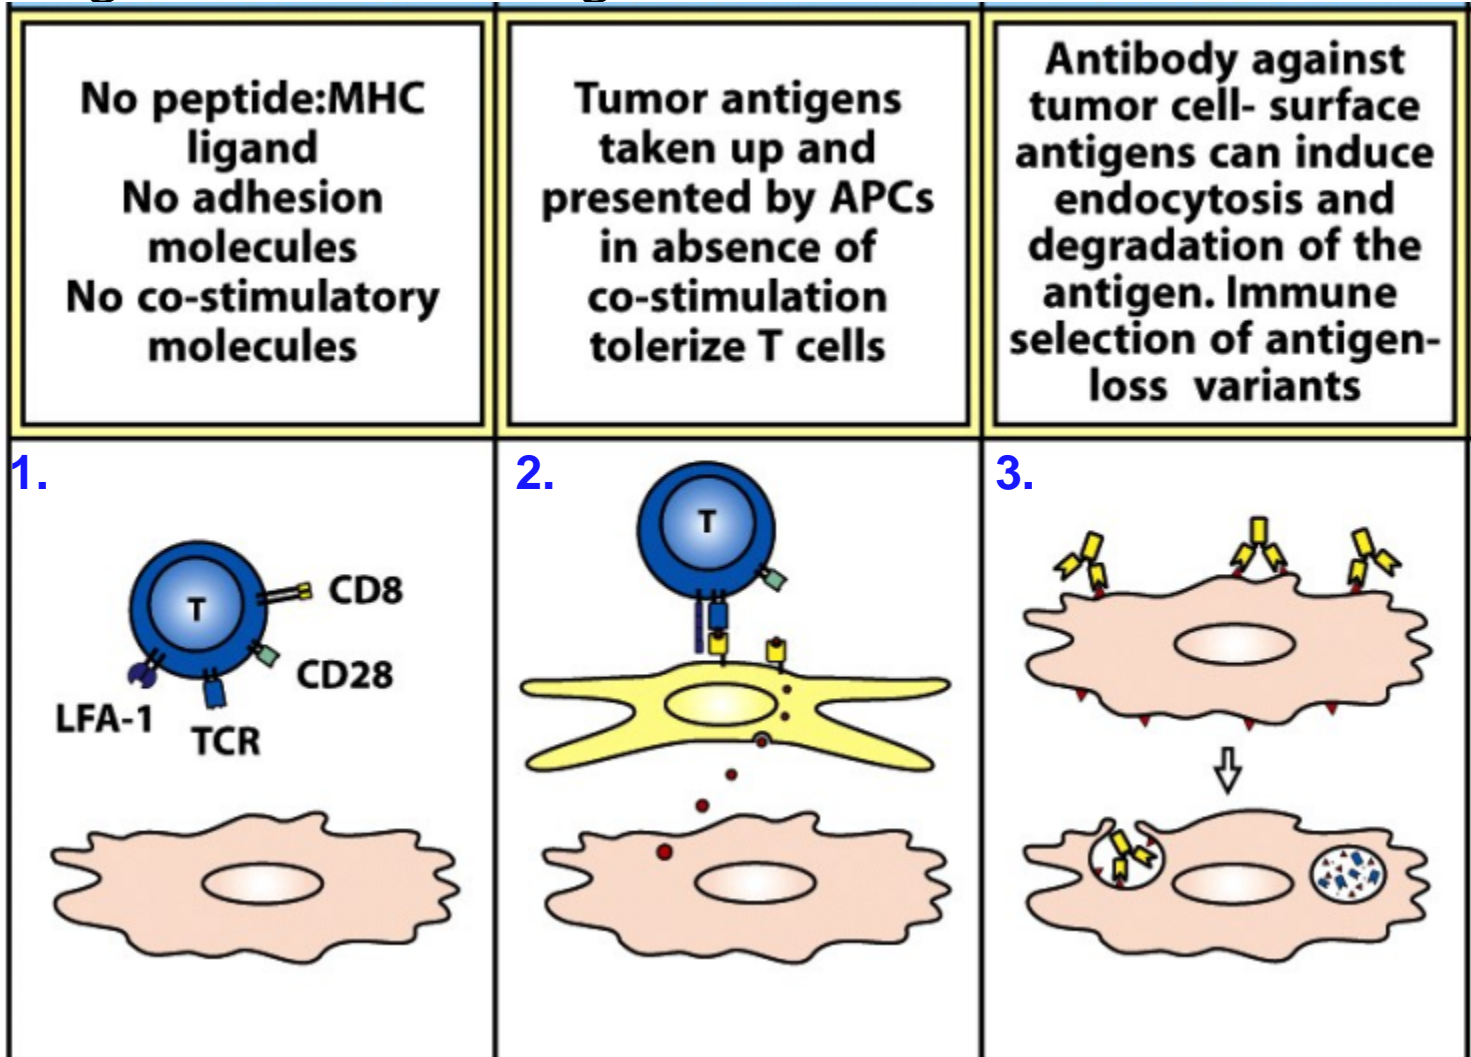 No peptide:MHC
ligand
No adhesion
molecules
No co-stimulatory
molecules
Tumor antigens
taken up and
presented by APCs
in absence of
co-stimulation
tolerize T cells
Antibody against
tumor cell- surface
antigens can induce
endocytosis and
degradation of the
antigen. Immune
selection of antigen-
loss variants
1.
T
CD8
CD28
LFA-1
TCR
2.
T
3.